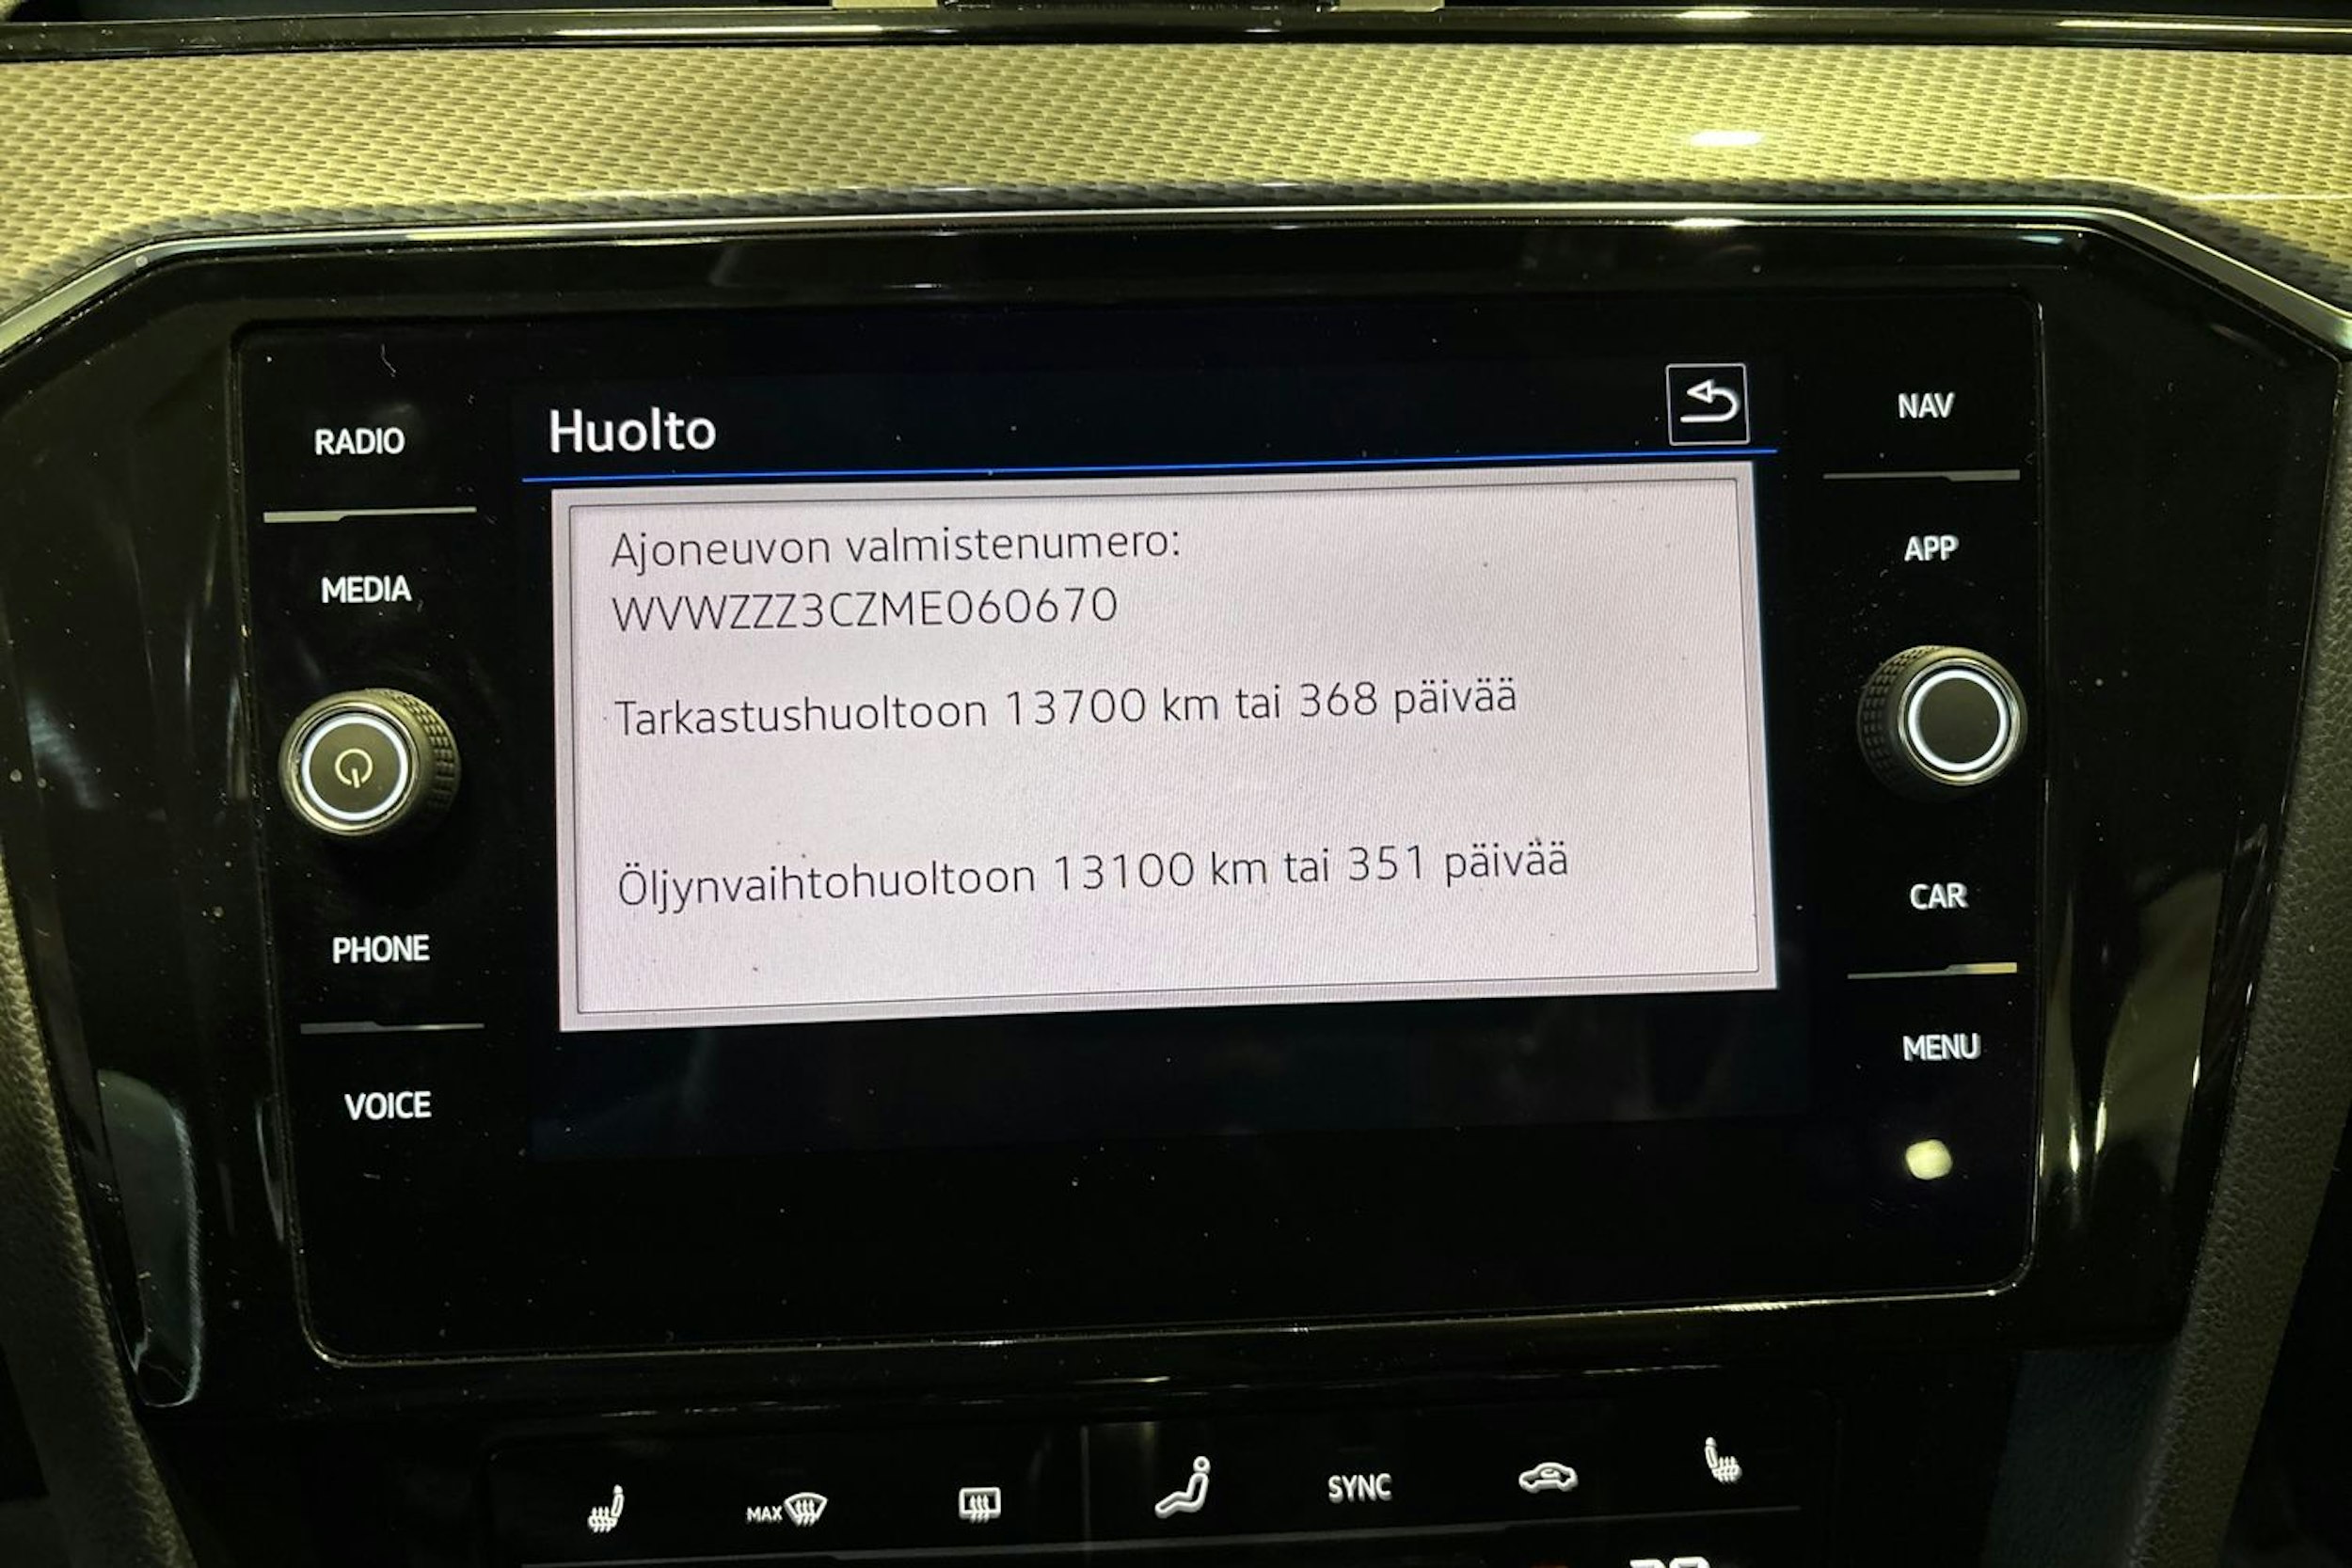 Huolto
Ajoneuvon valmistenumero:
WVWZZZ3CZME060670
Tarkastushuoltoon 13700 km tai 368 päivää
Öljynvaihtohuoltoon 13100 km tai 351 päivää
RADIO
MEDIA
PHONE
VOICE
NAV
APP
CAR
MENU
MAX
SYNC